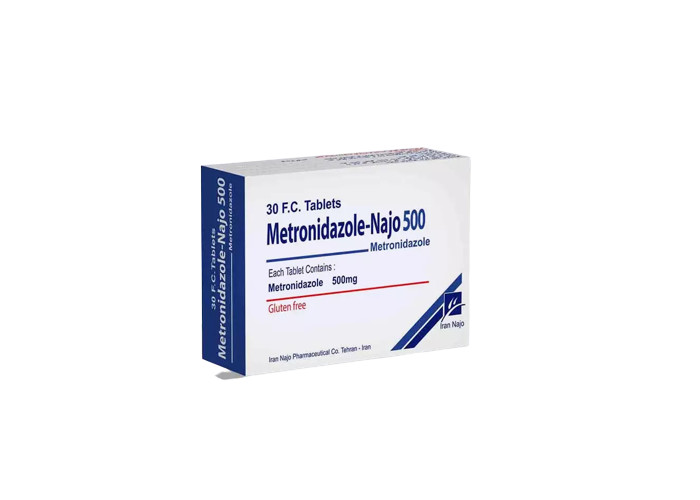 30 F.C. Tablets
Metronidazole-Najo 500
Metronidazole
Each Tablet Contains :
Metronidazole 500mg
Gluten free
Iran Najo
Iran Najo Pharmaceutical Co. Tehran - Iran
30 F.C.Tablets
Metronidazole-Najo 500
Metronidazole